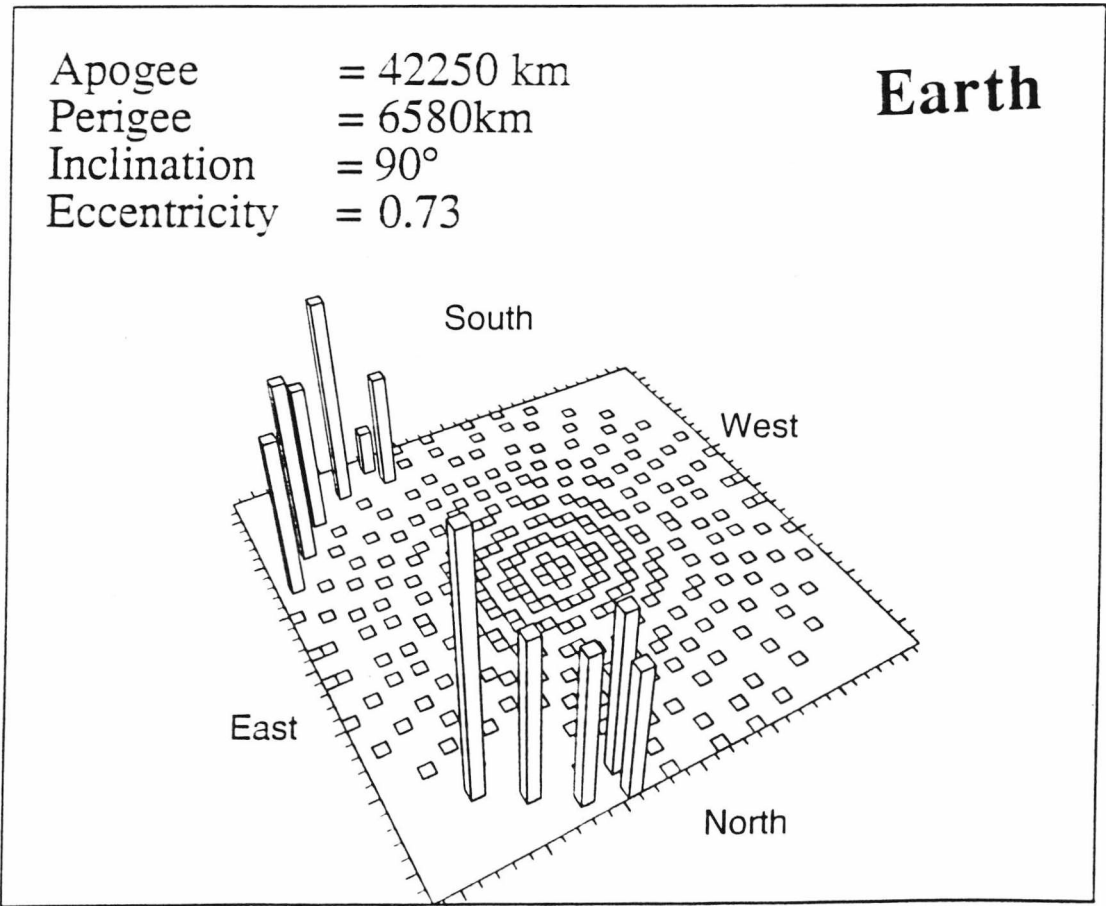 Earth
Apogee = 42250 km
Perigee = 6580km
Inclination = 90°
Eccentricity = 0.73
South
West
East
North